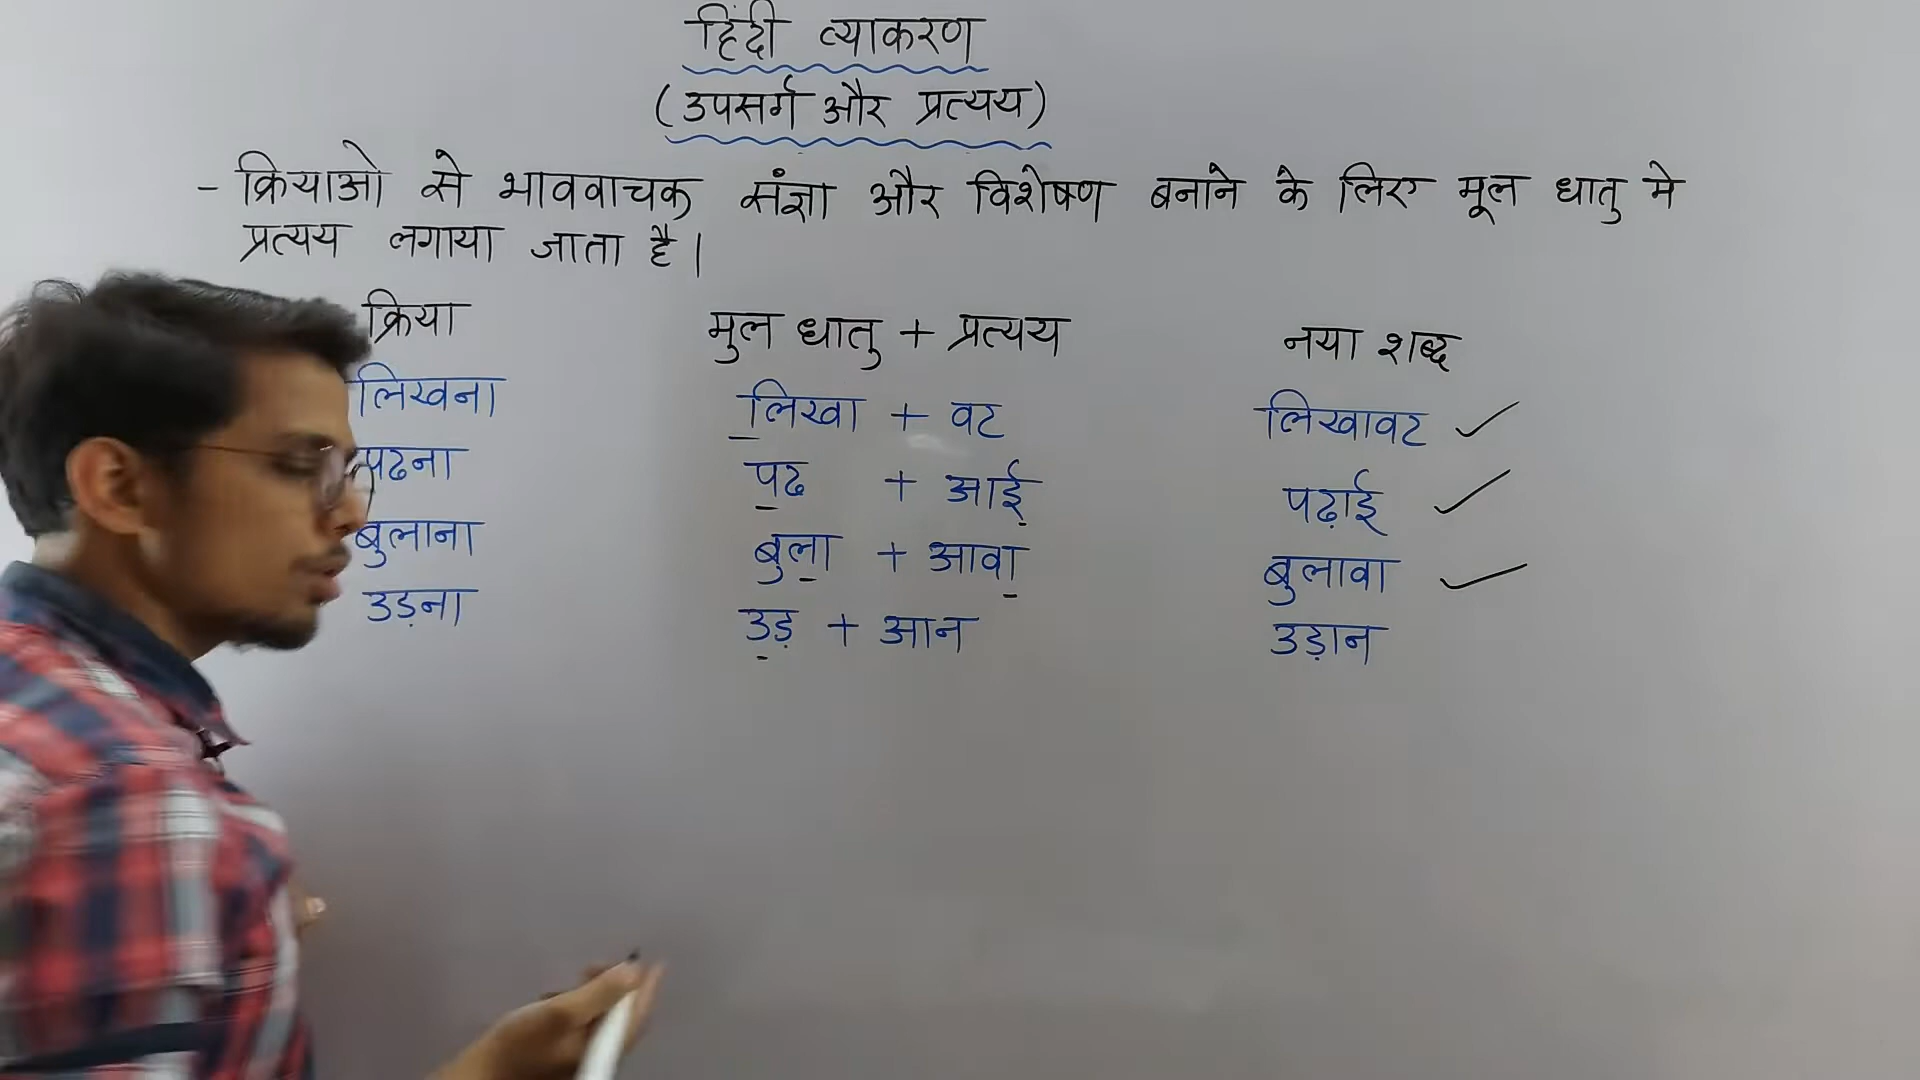 हिंदी व्याकरण
(उपसर्ग और प्रत्यय)
- क्रियाओ से भाववाचक संज्ञा और विशेषण बनाने के लिए मूल धातु मे
प्रत्यय लगाया जाता है।
क्रिया मुल धातु + प्रत्यय नया शब्द
लिखना लिखा + वट लिखावट ✓
पढना पढ + आई पढ़ाई ✓
बुलाना बुला + आवा बुलावा ✓
उड़ना उड़ + आन उड़ान